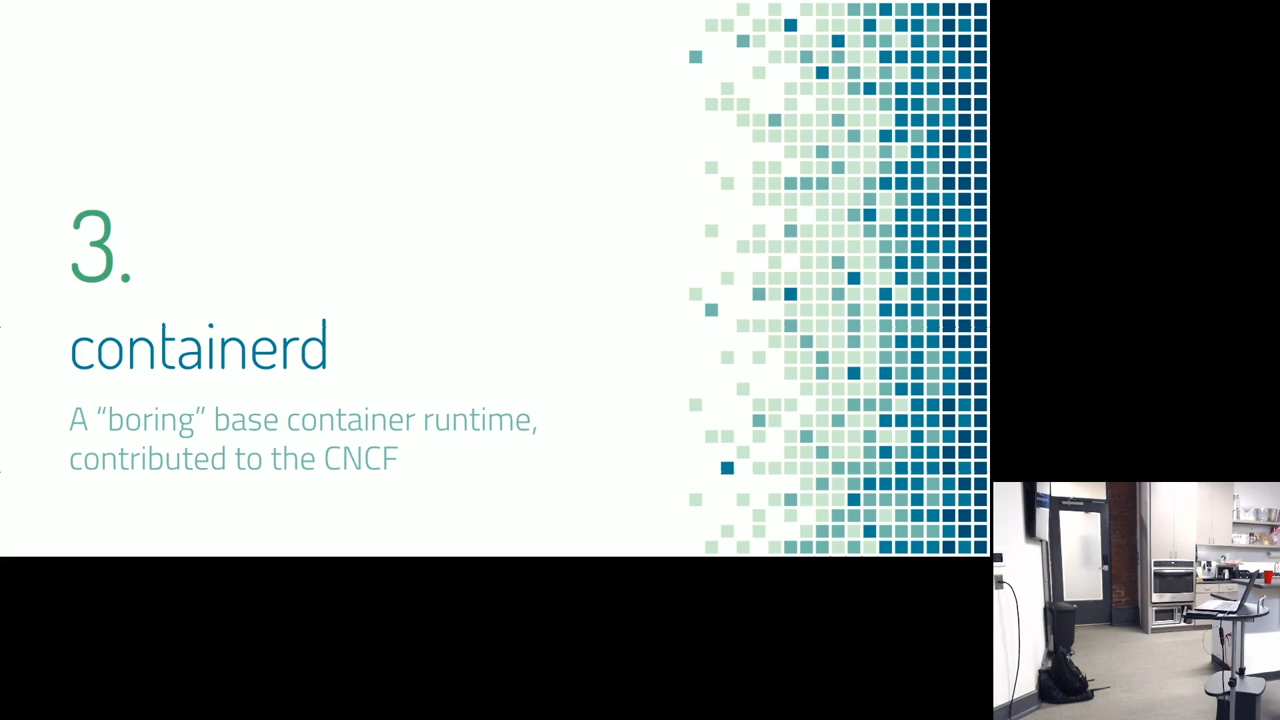 3.
containerd
A “boring” base container runtime,
contributed to the CNCF